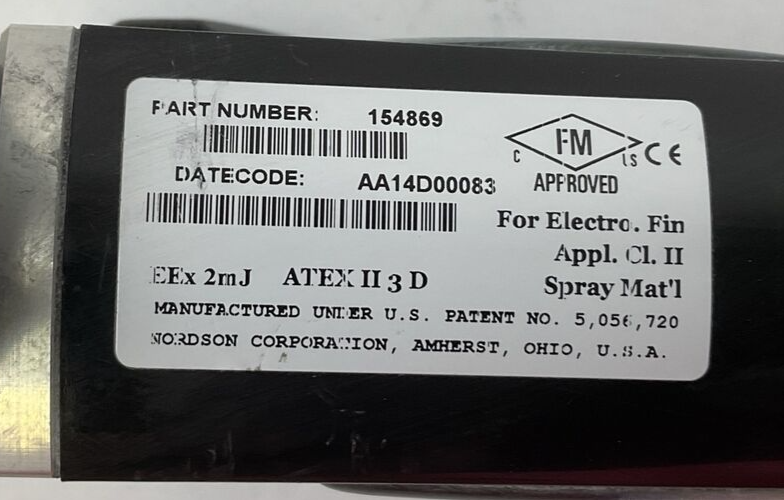 PART NUMBER: 154869
FM
C US CE
APPROVED
DATECODE: AA14D00083
For Electro. Fin
Appl. Cl. II
Spray Mat'l
EEx 2mJ ATEX II 3 D
MANUFACTURED UNDER U.S. PATENT NO. 5,056,720
NORDSON CORPORATION, AMHERST, OHIO, U.S.A.